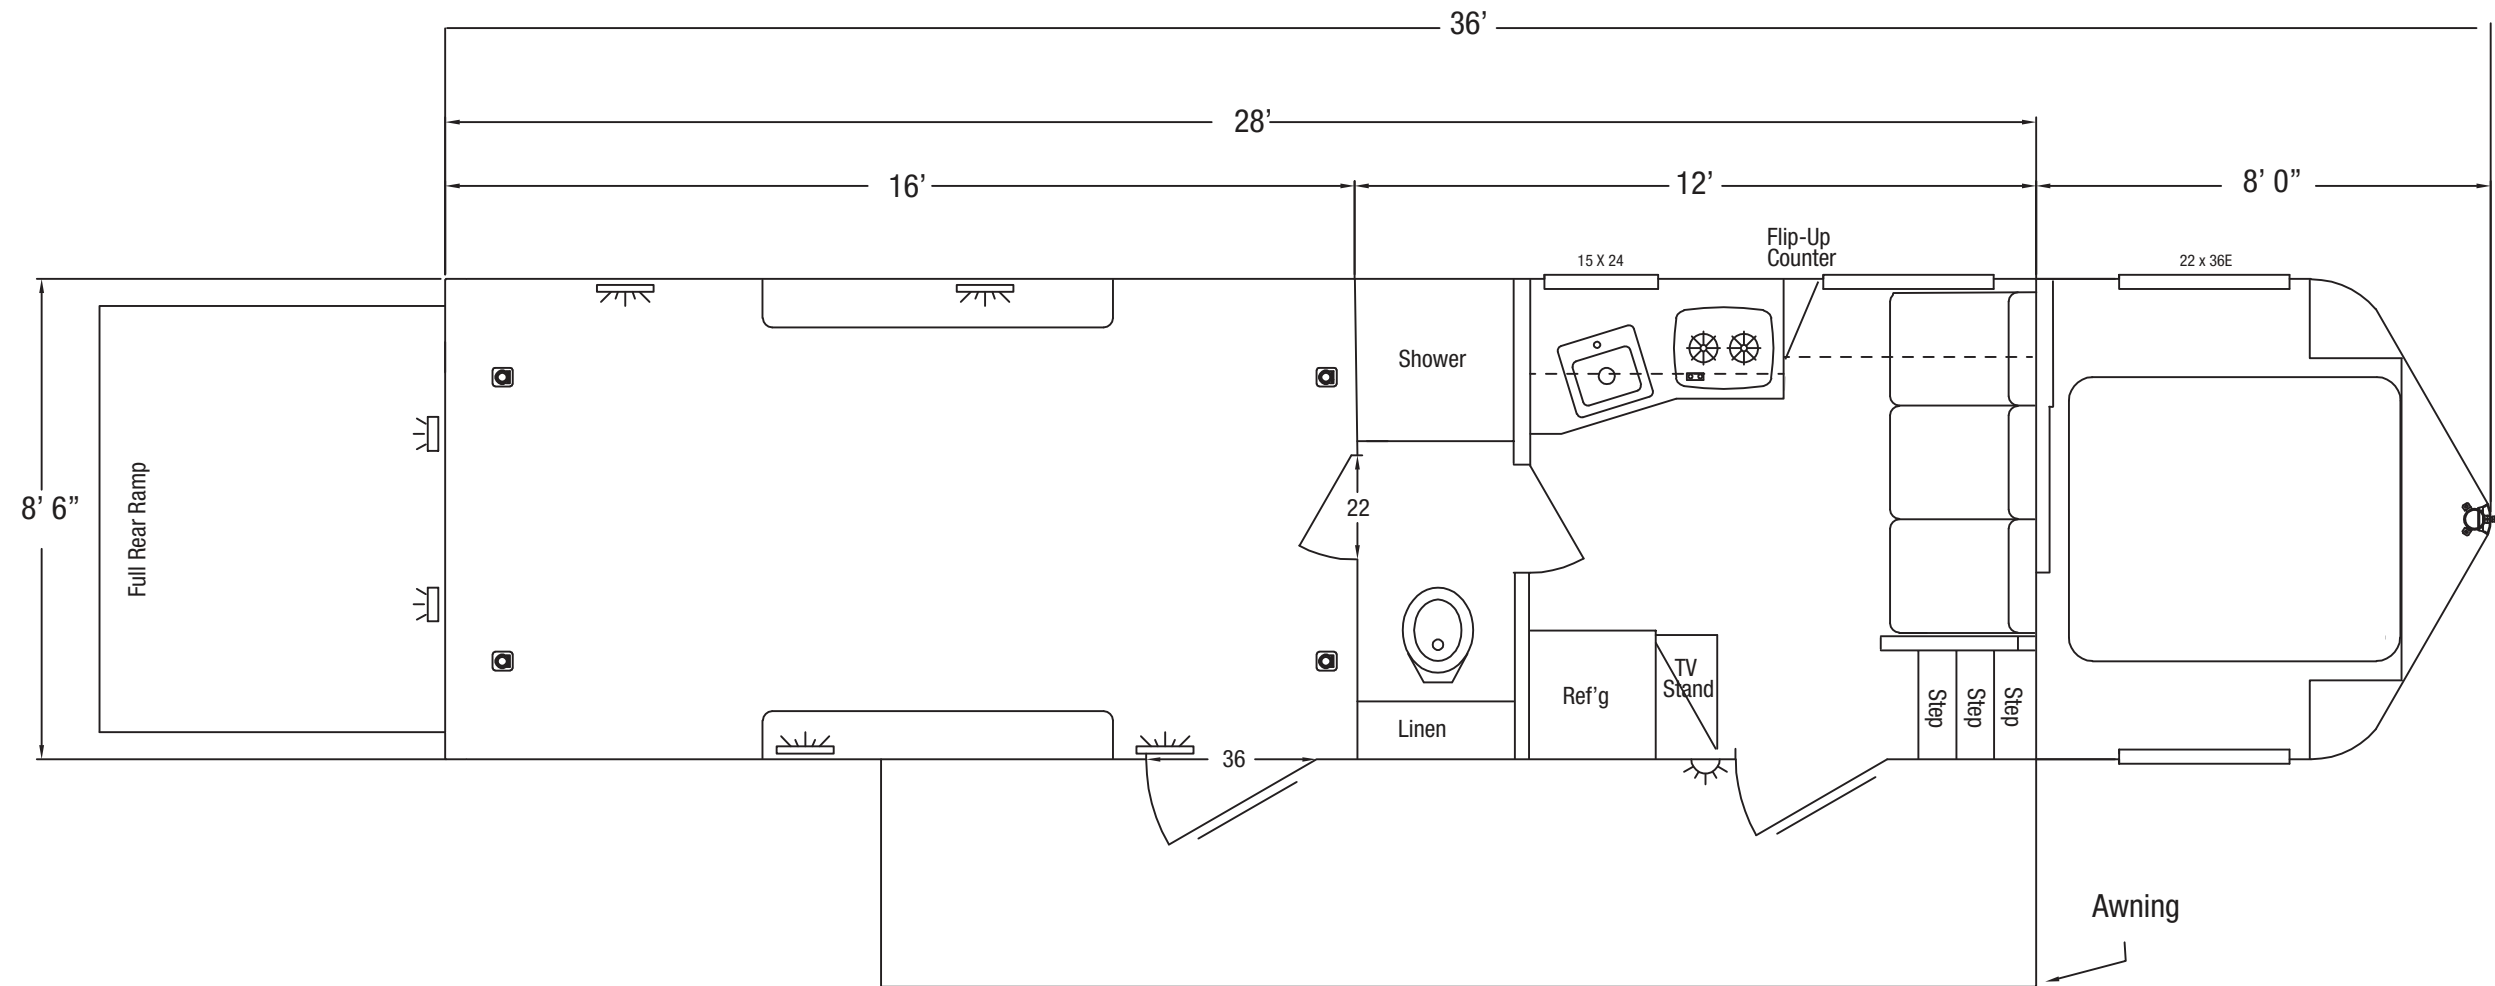 36’
28’
16’
12’
8’ 0”
Flip-Up
Counter
15 X 24
22 x 36E
Shower
8’ 6”
Full Rear Ramp
22
TV
Stand
Ref’g
Step
Step
Step
Linen
36
Awning